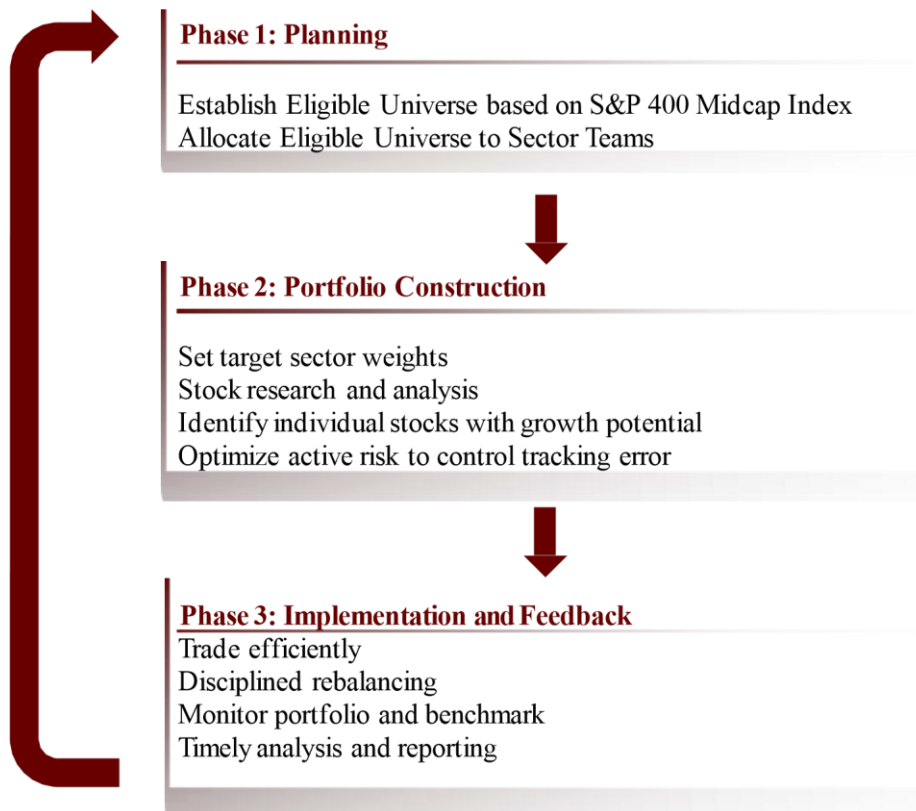 Phase 1: Planning
Establish Eligible Universe based on S&P 400 Midcap Index
Allocate Eligible Universe to Sector Teams
Phase 2: Portfolio Construction
Set target sector weights
Stock research and analysis
Identify individual stocks with growth potential
Optimize active risk to control tracking error
Phase 3: Implementation and Feedback
Trade efficiently
Disciplined rebalancing
Monitor portfolio and benchmark
Timely analysis and reporting